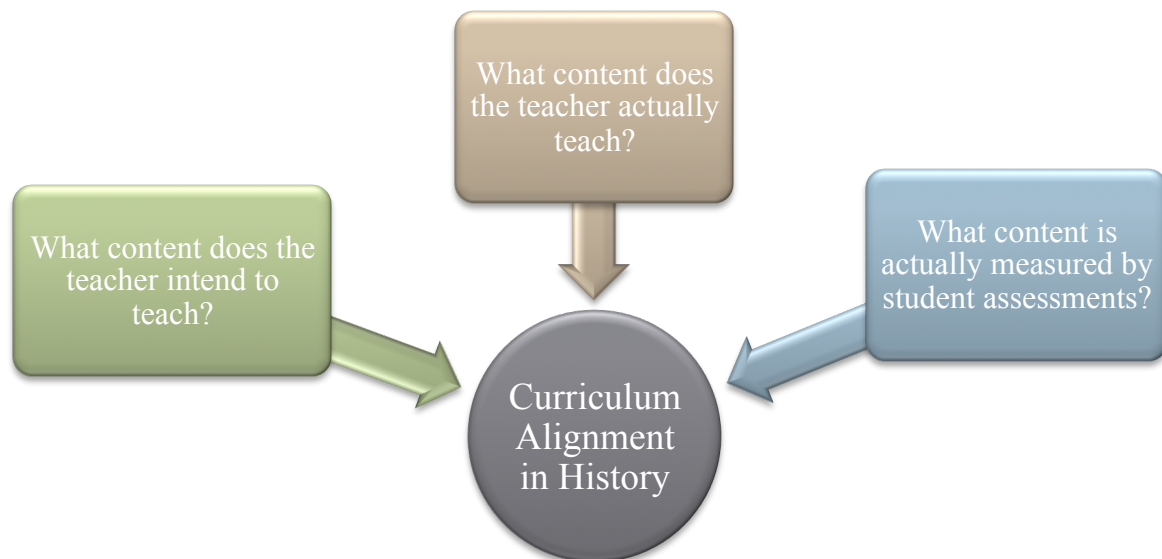 What content does the
teacher intend to
teach?
What content does
the teacher actually
teach?
What content is
actually measured by
student assessments?
Curriculum
Alignment
in History